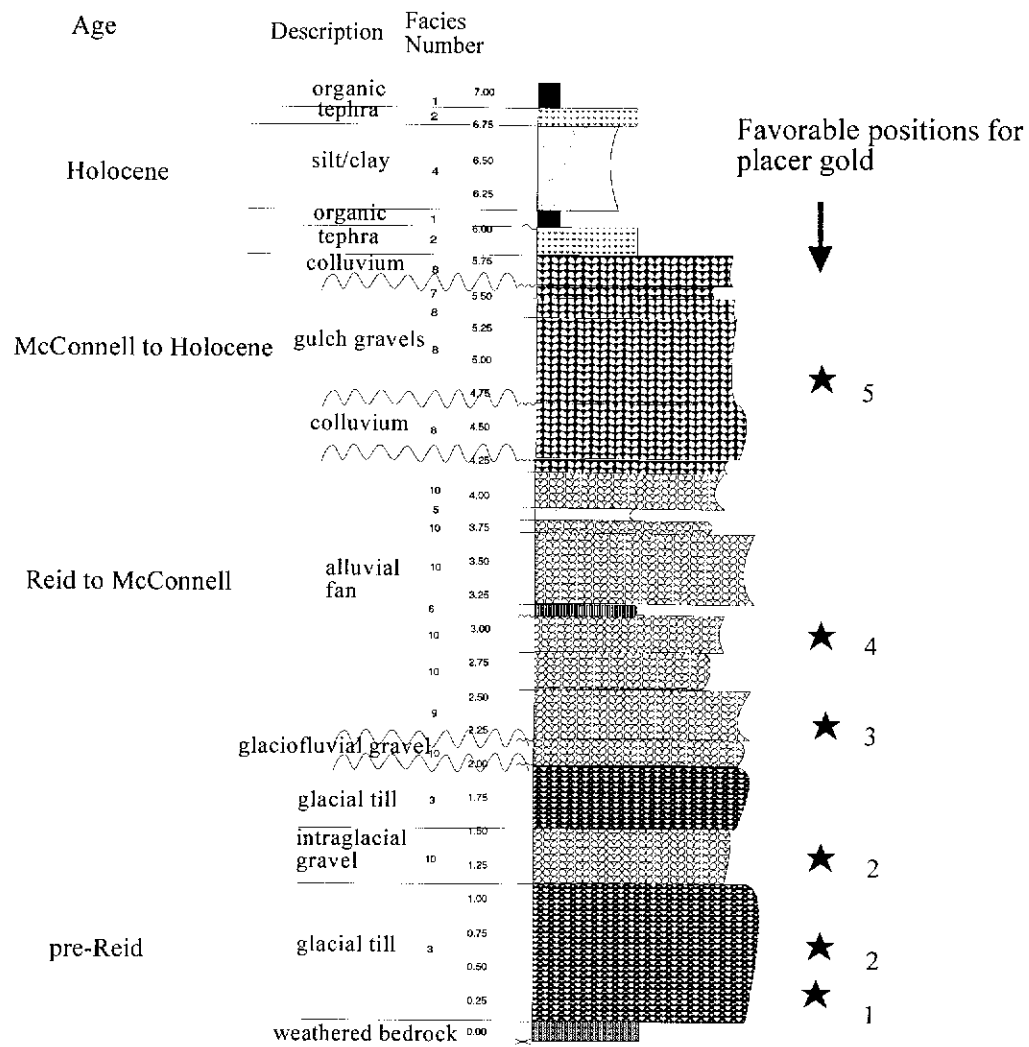 Age
Description
Facies
Number
Favorable positions for
placer gold
organic 1 7.00
tephra 2
6.75
Holocene
silt/clay 4 6.50
6.25
organic 1
6.00
tephra 2
5.75
colluvium 8
7 5.50
8
McConnell to Holocene
gulch gravels 8
5.25
5.00
5
4.75
colluvium 8 4.50
4.25
10 4.00
5
10 3.75
Reid to McConnell
alluvial
fan
10 3.50
3.25
6
10 3.00
4
10 2.75
2.50
9
2.25
3
glaciofluvial gravel 10
2.00
glacial till 3 1.75
1.50
intraglacial
gravel 10 1.25
2
1.00
pre-Reid
glacial till 3
0.75
0.50
2
0.25
1
weathered bedrock 0.00